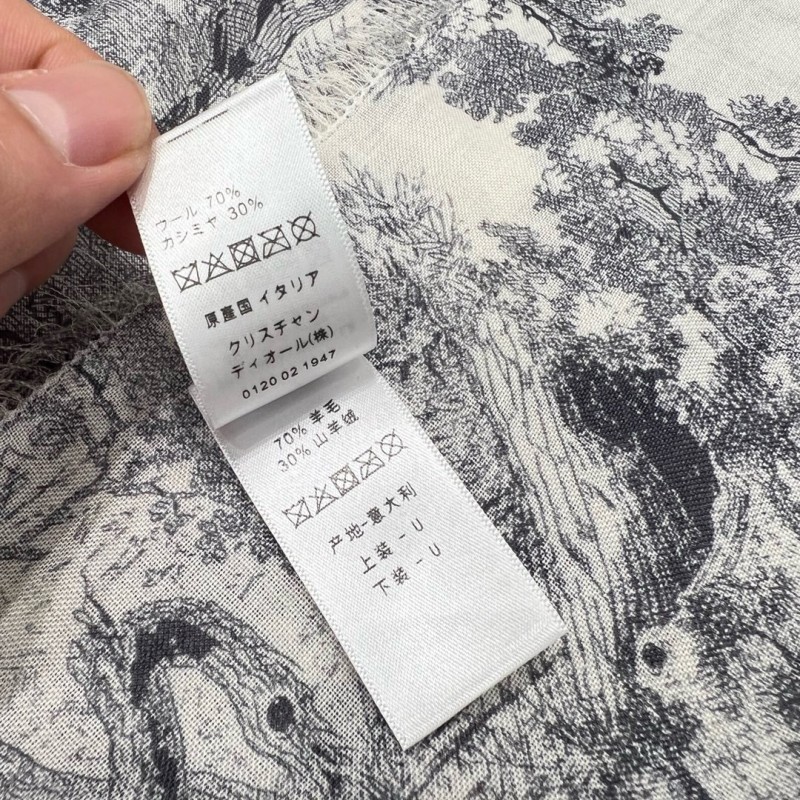 ウール 70%
カシミヤ 30%
原産国 イタリア
クリスチャン
ディオール(株)
0120 02 1947
70% 羊毛
30% 山羊绒
产地-意大利
上装 - U
下装 - U